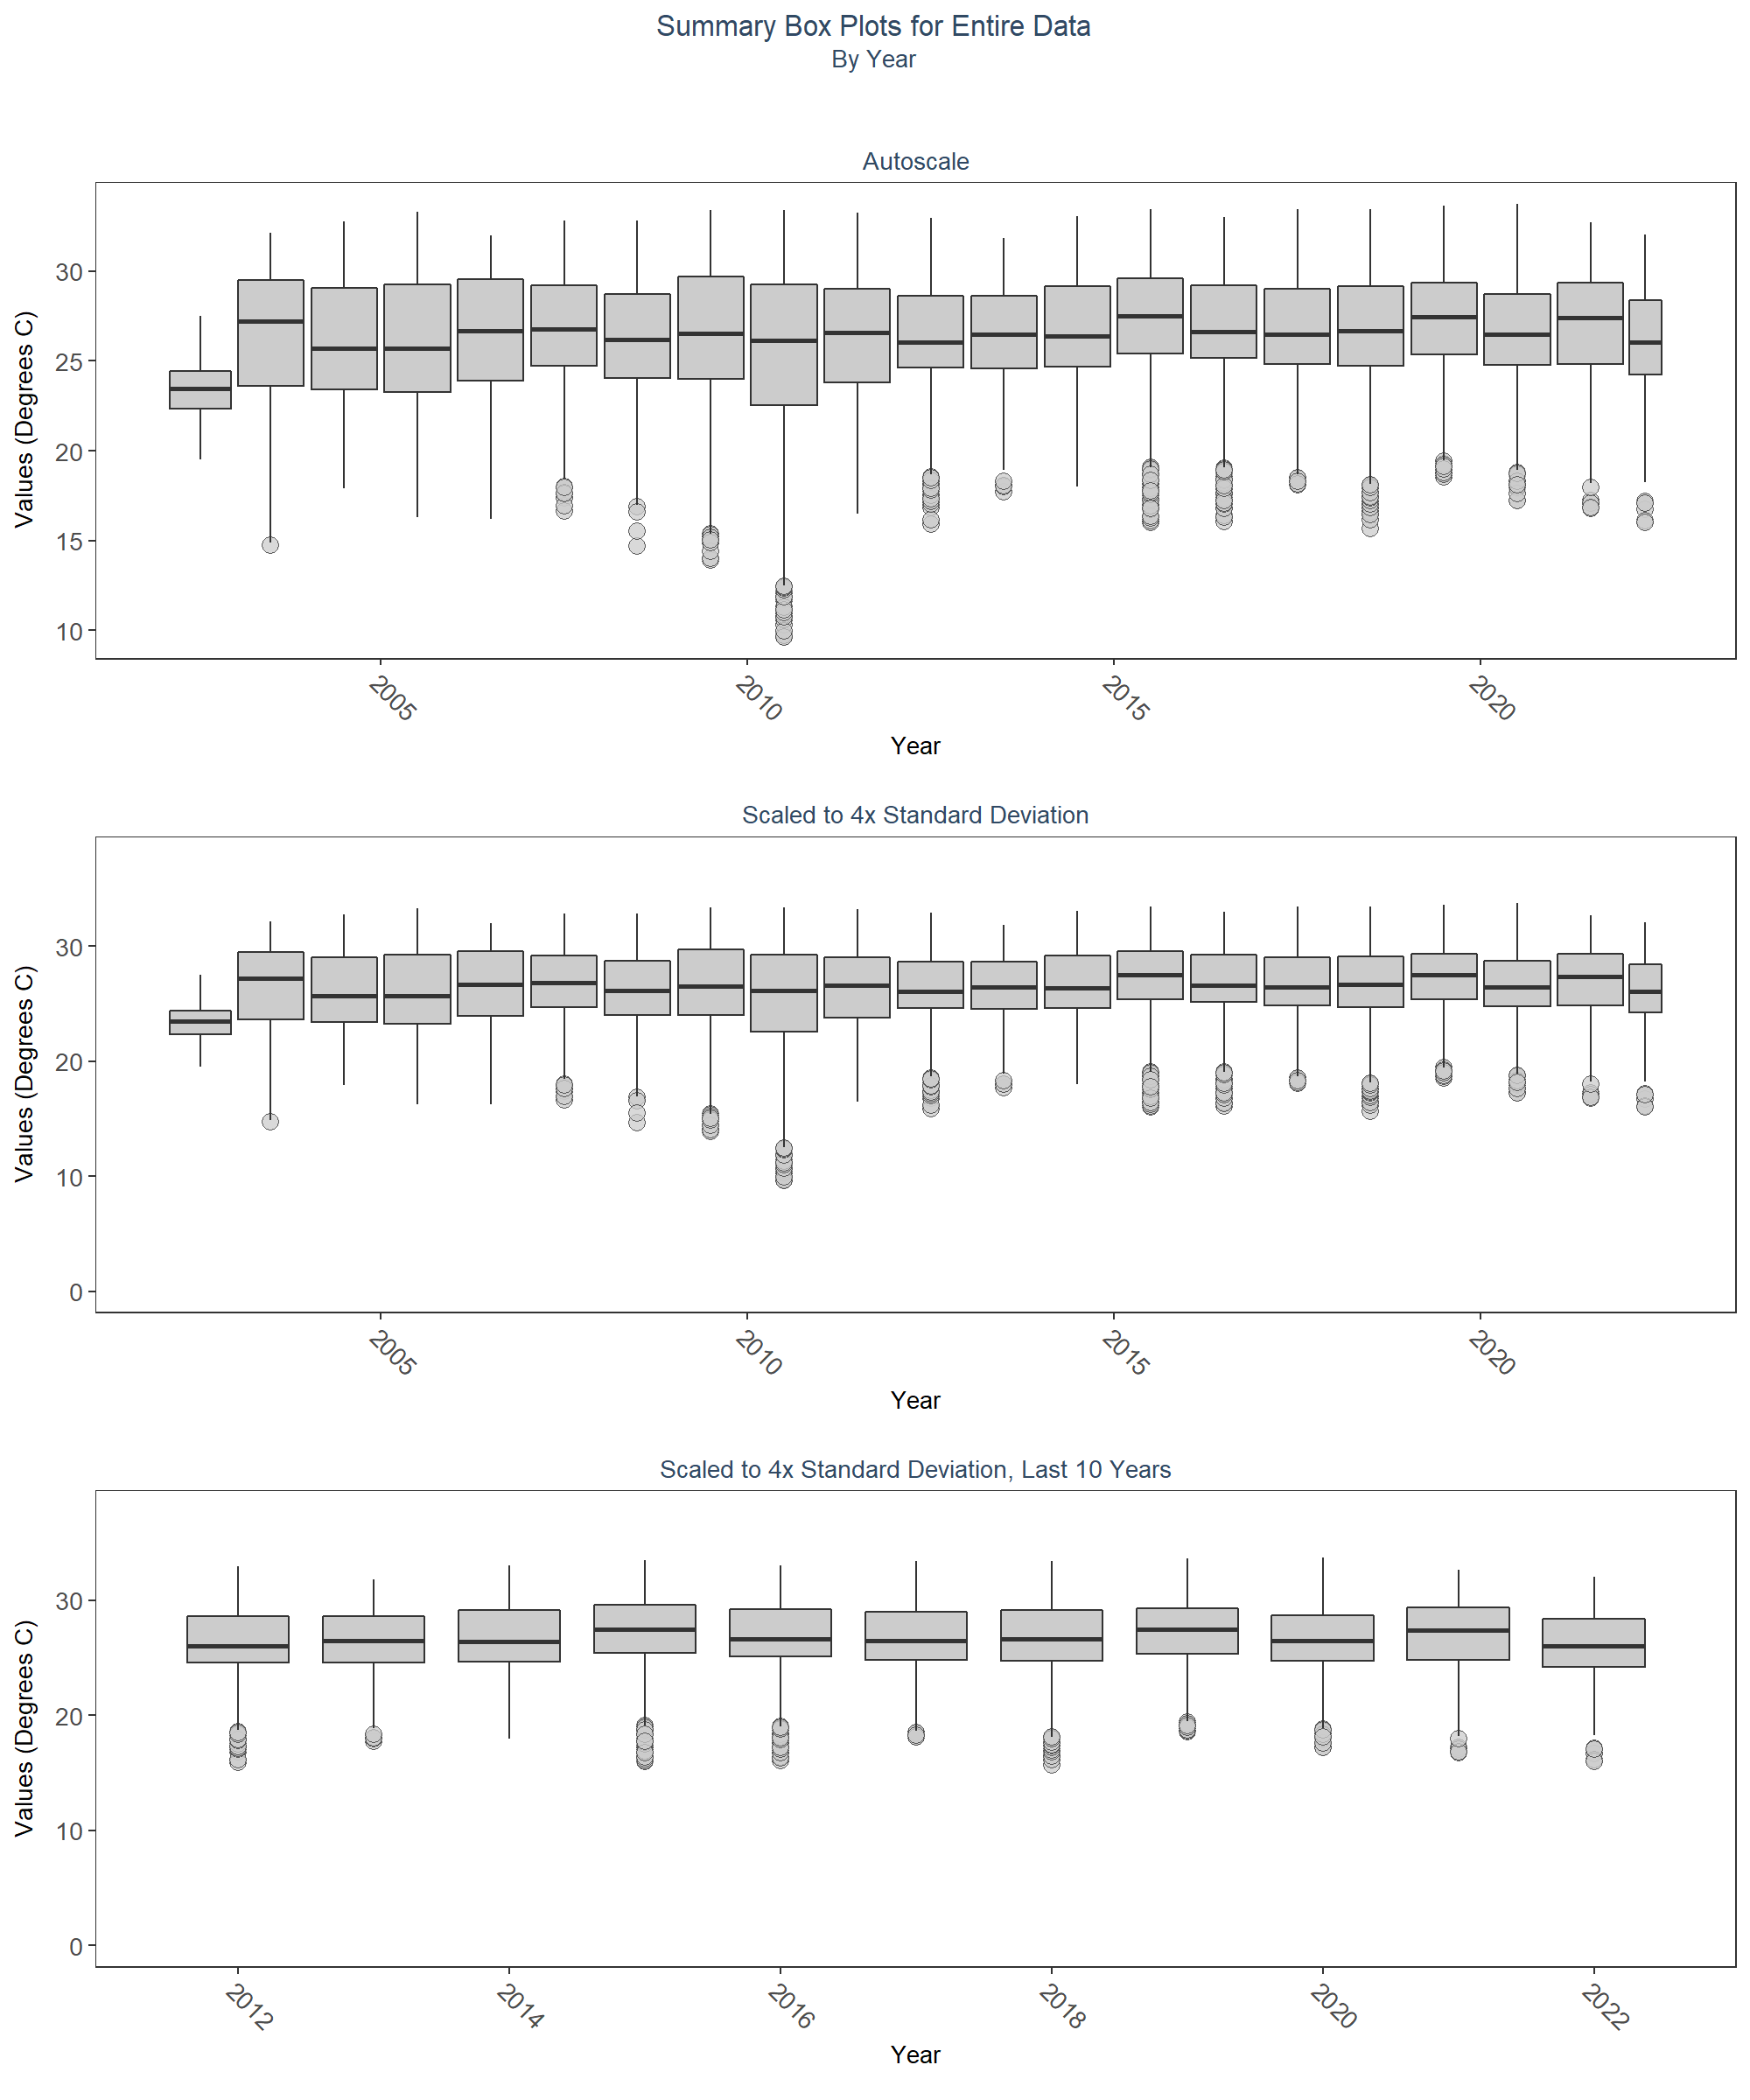 Summary Box Plots for Entire Data
By Year
Autoscale
Values (Degrees C)
30
25
20
15
10
2005
2010
2015
2020
Year
Scaled to 4x Standard Deviation
Values (Degrees C)
30
20
10
0
2005
2010
2015
2020
Year
Scaled to 4x Standard Deviation, Last 10 Years
Values (Degrees C)
30
20
10
0
2012
2014
2016
2018
2020
2022
Year